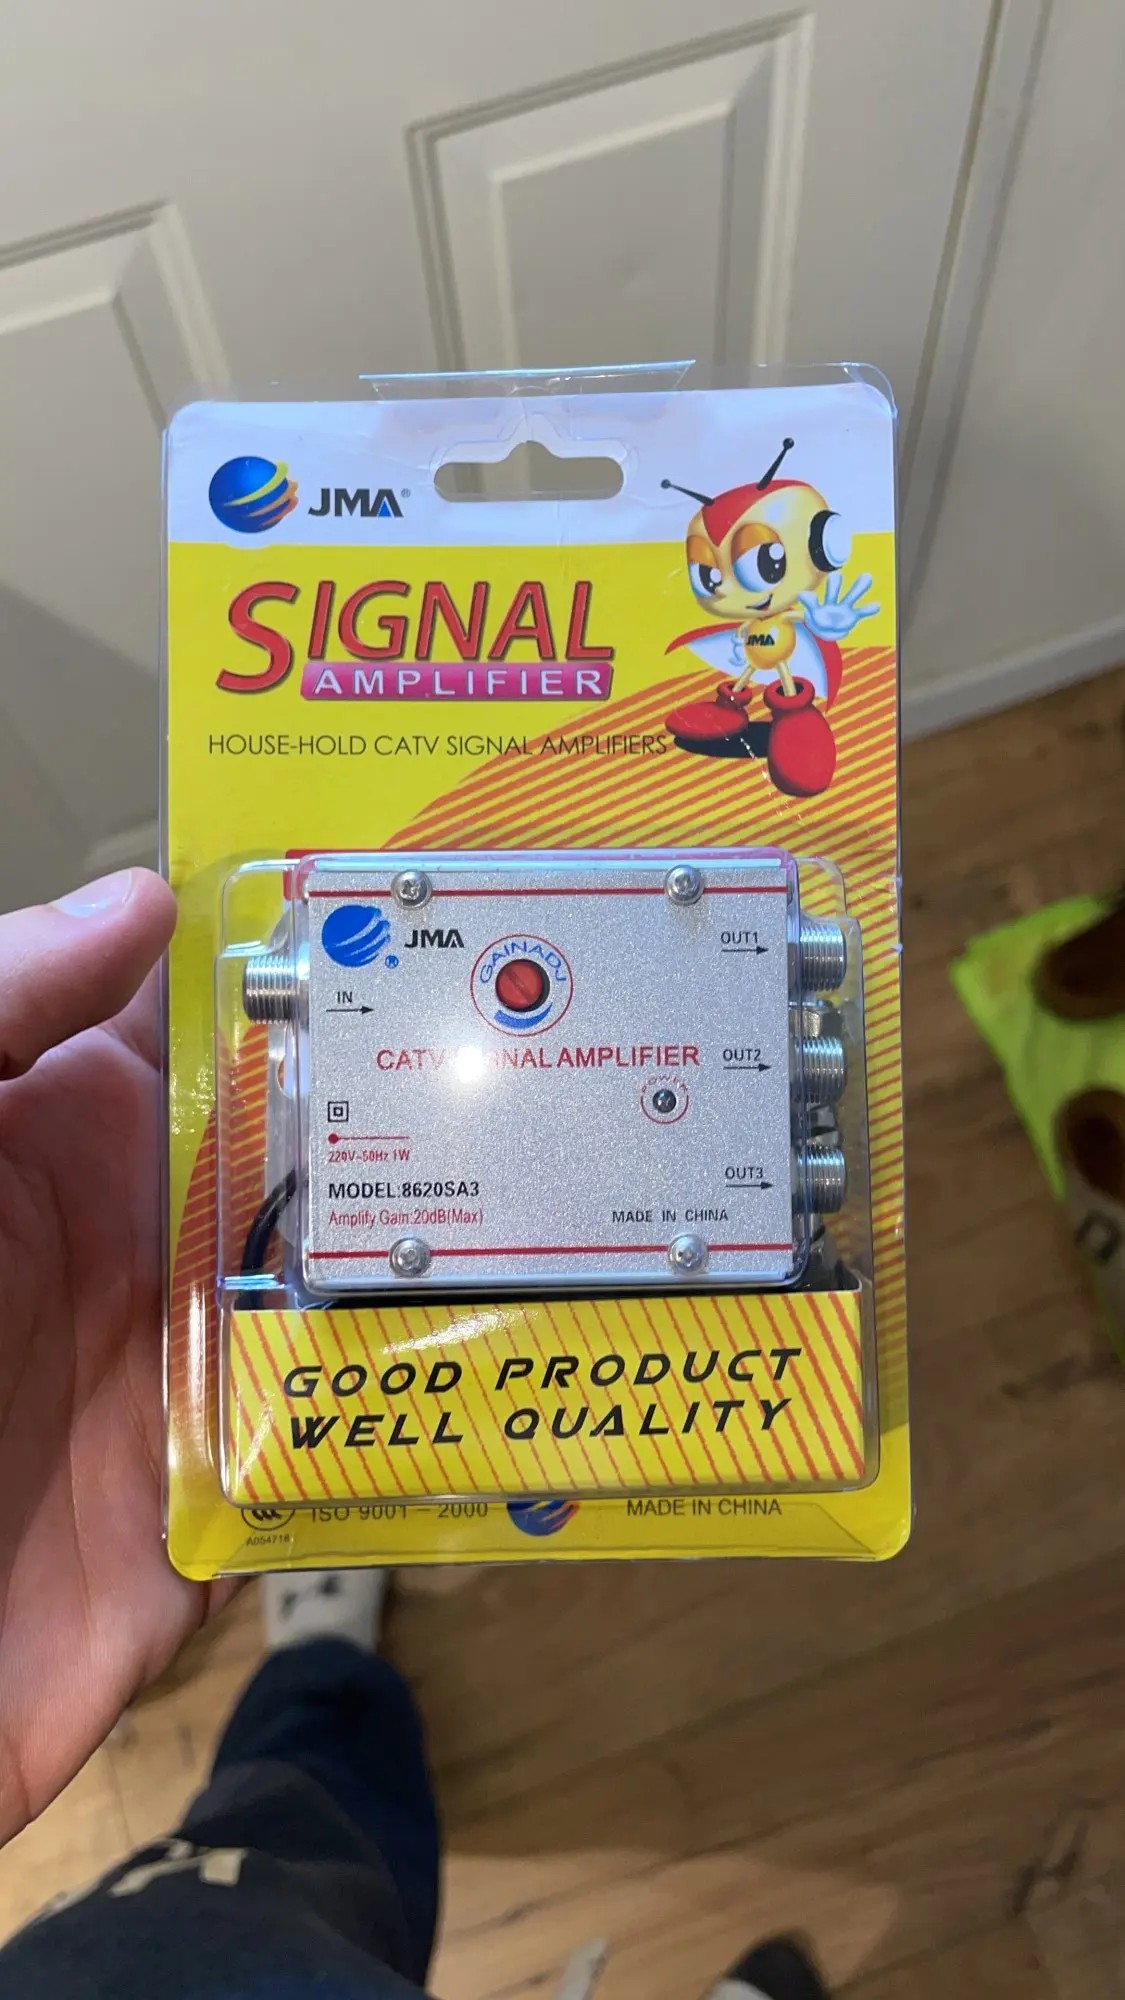 JMA®
SIGNAL
AMPLIFIER
JMA
HOUSE-HOLD CATV SIGNAL AMPLIFIERS
JMA
®
GAINADJ
IN
OUT1
CATV SIGNAL AMPLIFIER
OUT2
POWER
220V~50Hz 1W
MODEL:8620SA3
Amplify Gain:20dB(Max)
OUT3
MADE IN CHINA
GOOD PRODUCT
WELL QUALITY
ISO 9001-2000
MADE IN CHINA
A054716